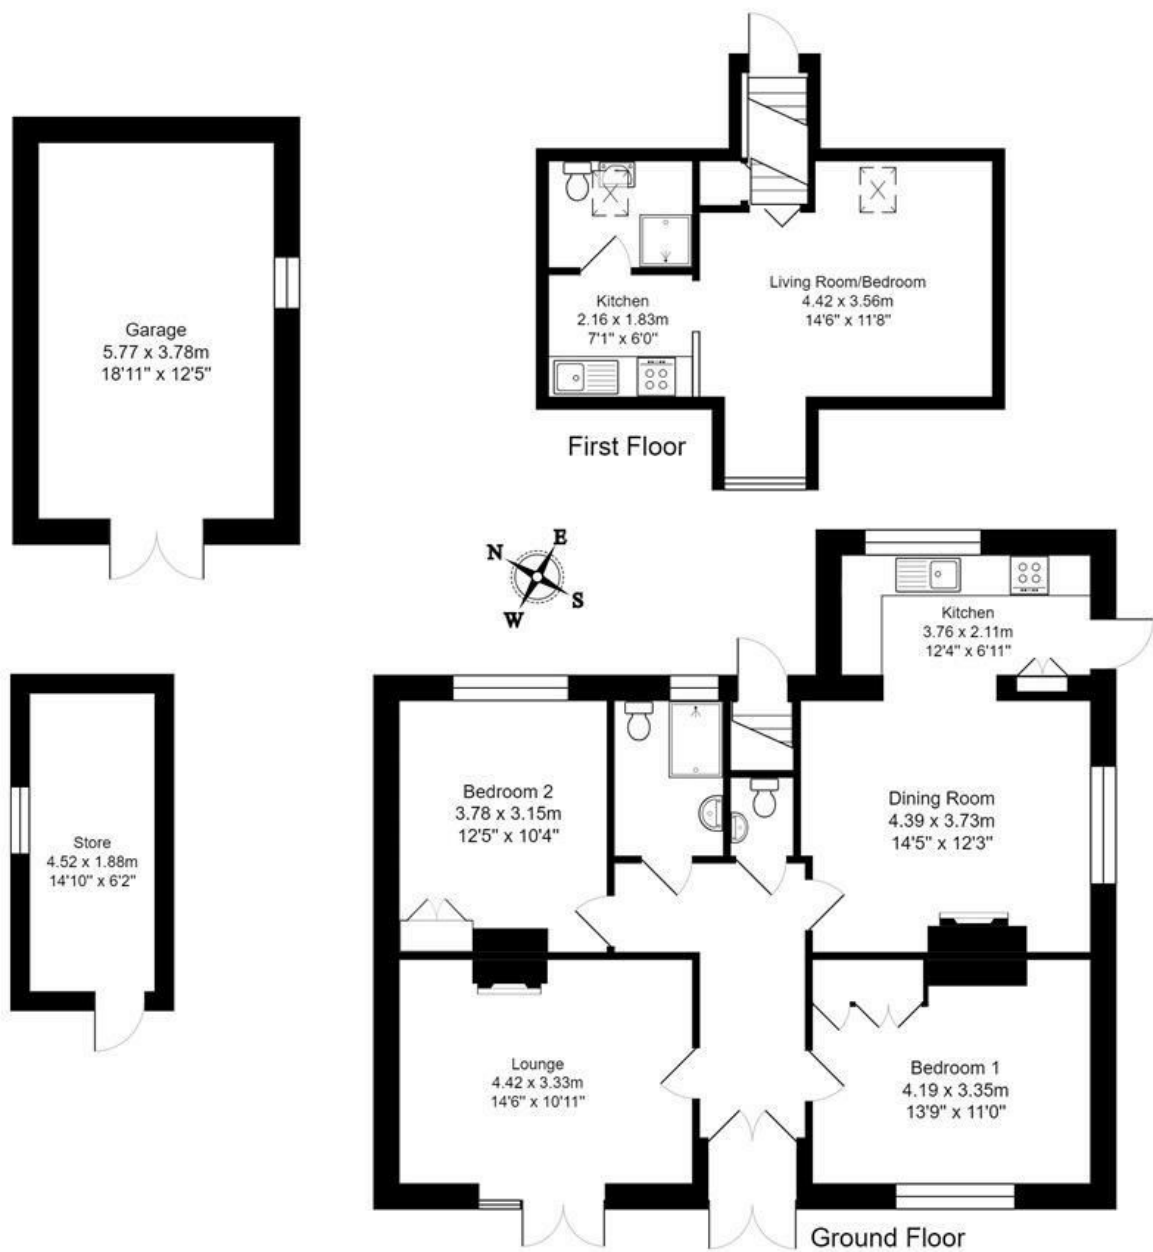 Garage
5.77 x 3.78m
18'11" x 12'5"
Kitchen
2.16 x 1.83m
7'1" x 6'0"
Living Room/Bedroom
4.42 x 3.56m
14'6" x 11'8"
First Floor
N
E
S
W
Kitchen
3.76 x 2.11m
12'4" x 6'11"
Store
4.52 x 1.88m
14'10" x 6'2"
Bedroom 2
3.78 x 3.15m
12'5" x 10'4"
Dining Room
4.39 x 3.73m
14'5" x 12'3"
Lounge
4.42 x 3.33m
14'6" x 10'11"
Bedroom 1
4.19 x 3.35m
13'9" x 11'0"
Ground Floor